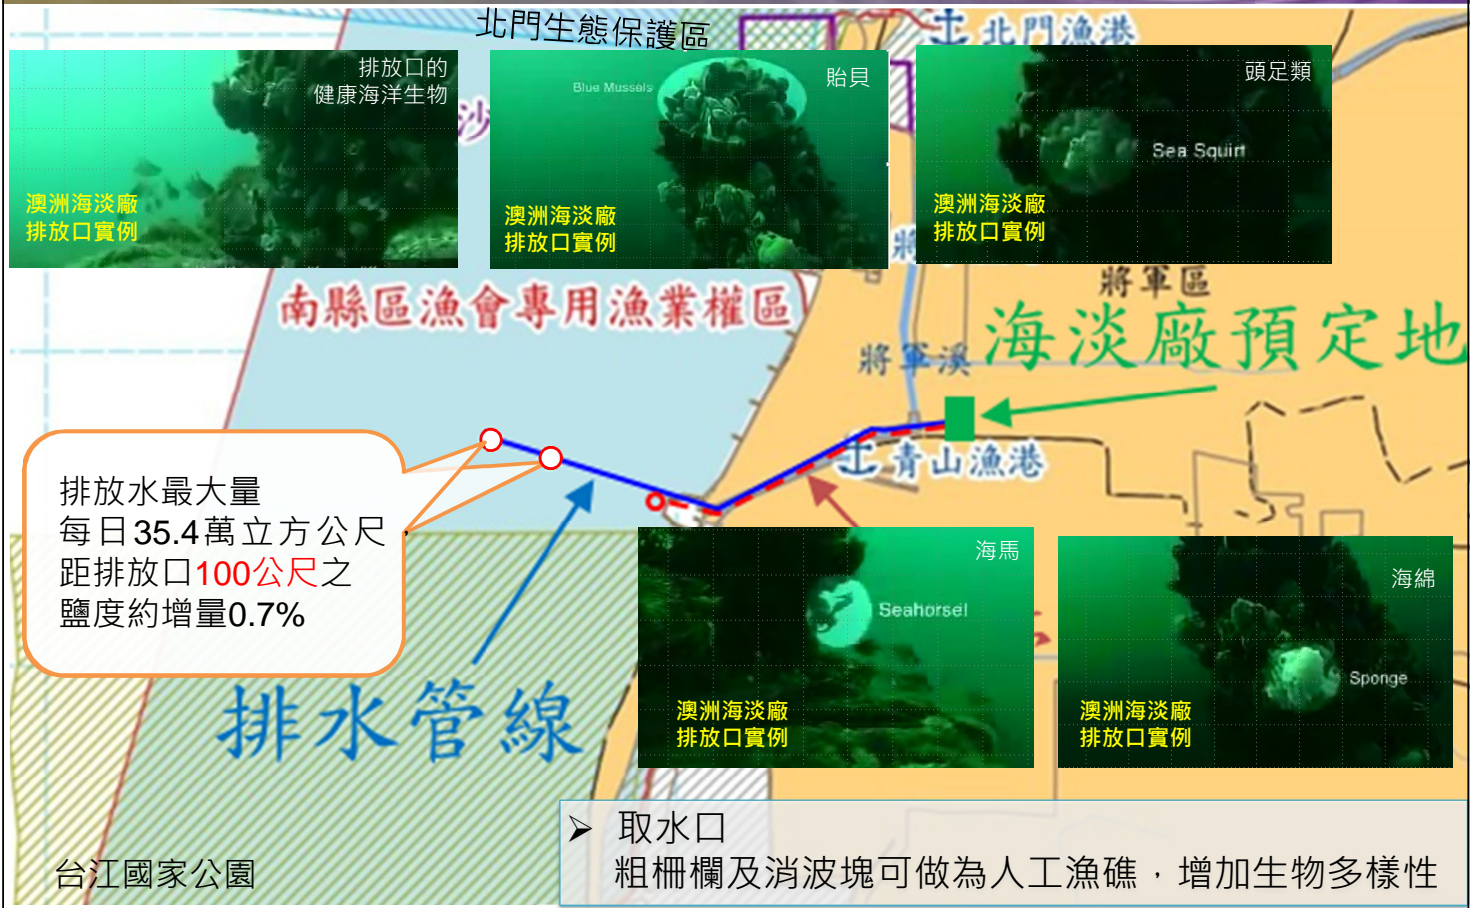 北門生態保護區
北門漁港
排放口的
健康海洋生物
澳洲海淡廠
排放口實例
沙
Blue Mussels
貽貝
澳洲海淡廠
排放口實例
頭足類
Sea Squirt
澳洲海淡廠
排放口實例
將
將軍區
南縣區漁會專用漁業權區
海淡廠預定地
將軍溪
青山漁港
排放水最大量
每日35.4萬立方公尺，
距排放口100公尺之
鹽度約增量0.7%
海馬
Seahorse!
澳洲海淡廠
排放口實例
海綿
Sponge
澳洲海淡廠
排放口實例
排水管線
台江國家公園
➢ 取水口
粗柵欄及消波塊可做為人工漁礁，增加生物多樣性